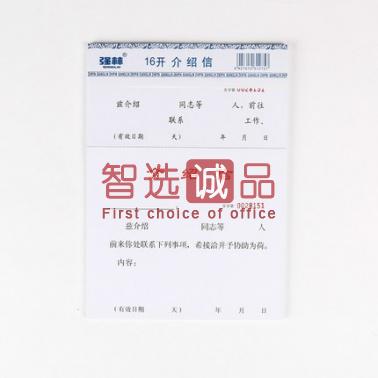 强林 16开 介 绍 信
兹介绍 同志等 人，前往
联系 工作。
（有效日期 天） 年 月 日
智选诚品
First choice of office
0029151
兹介绍 同志等 人
前来你处联系下列事项，希接洽并予协助为荷。
内容：
（有效日期 天） 年 月 日